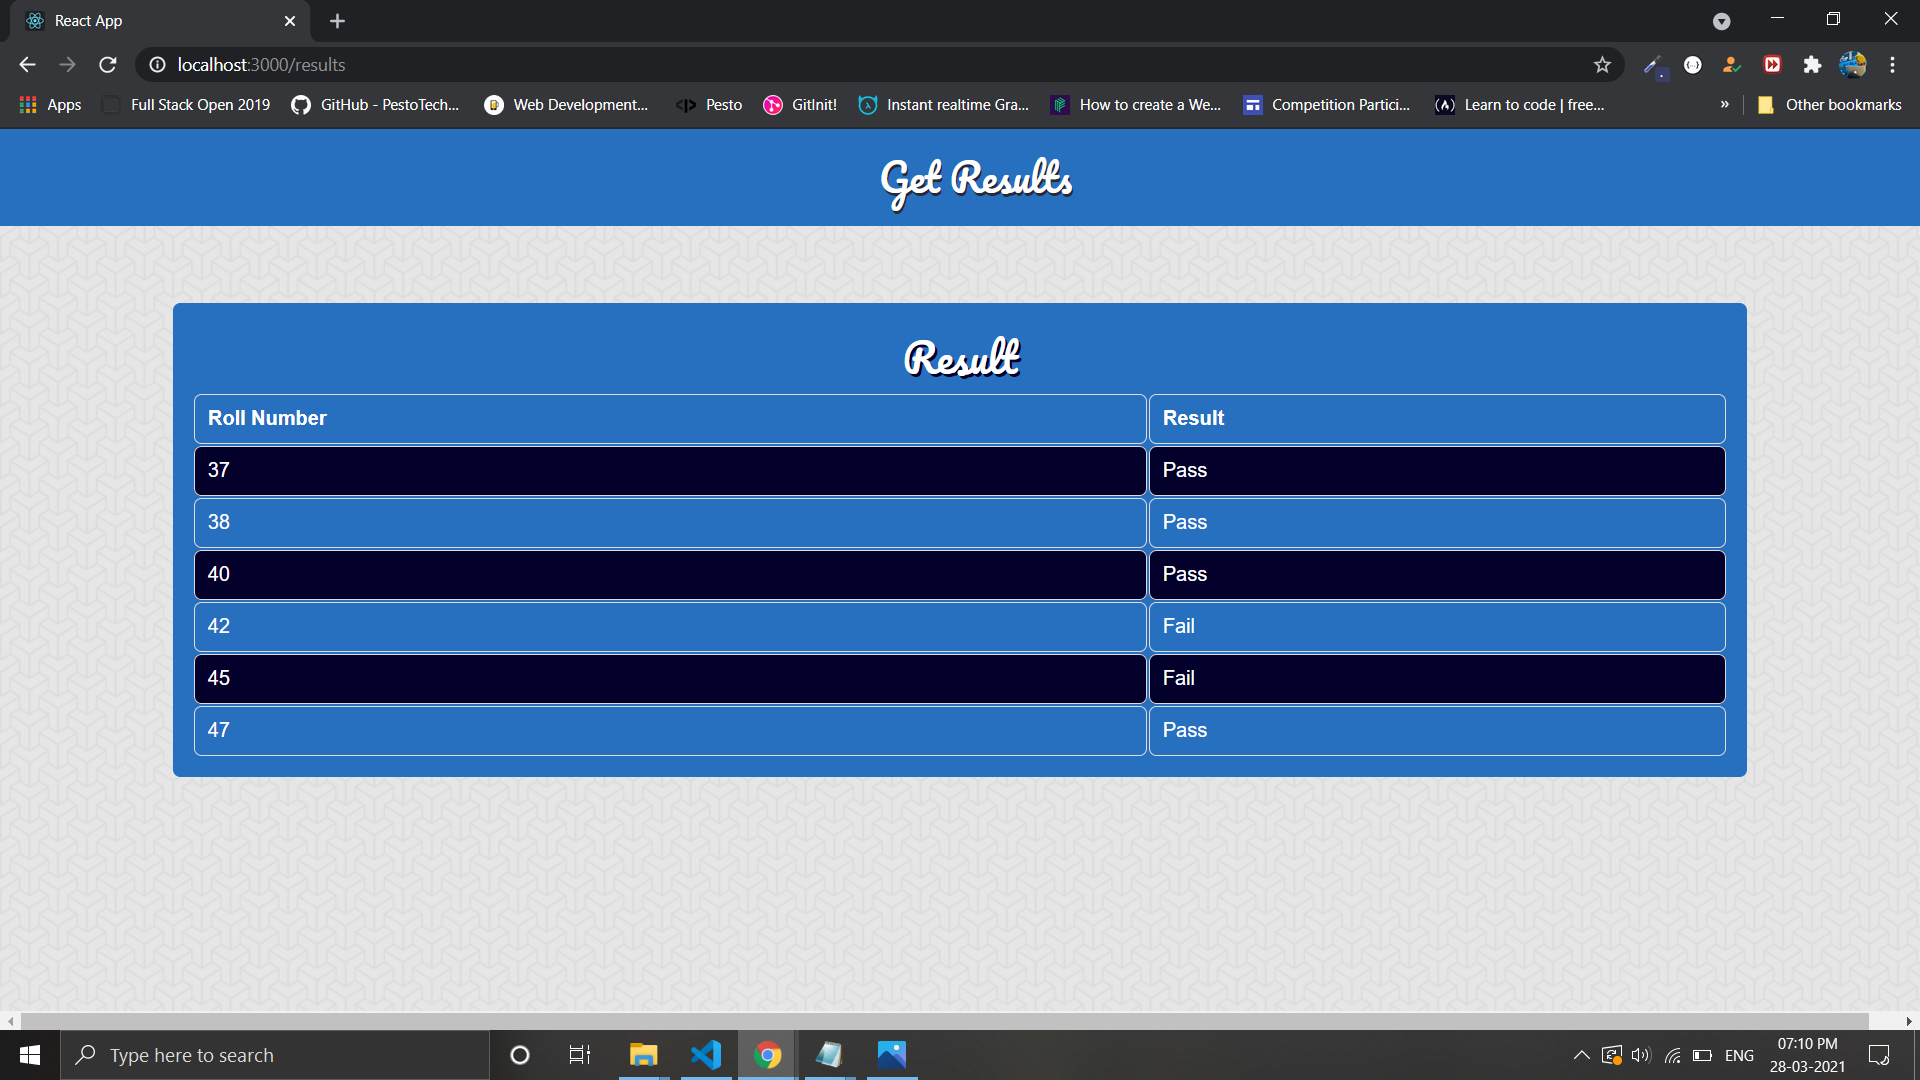 React App
localhost:3000/results
Apps Full Stack Open 2019 GitHub - PestoTech... Web Development... Pesto GitInit! Instant realtime Gra... How to create a We... Competition Partici... Learn to code | free... » Other bookmarks
Get Results
Result
Roll Number Result
37 Pass
38 Pass
40 Pass
42 Fail
45 Fail
47 Pass
Type here to search
ENG
07:10 PM
28-03-2021